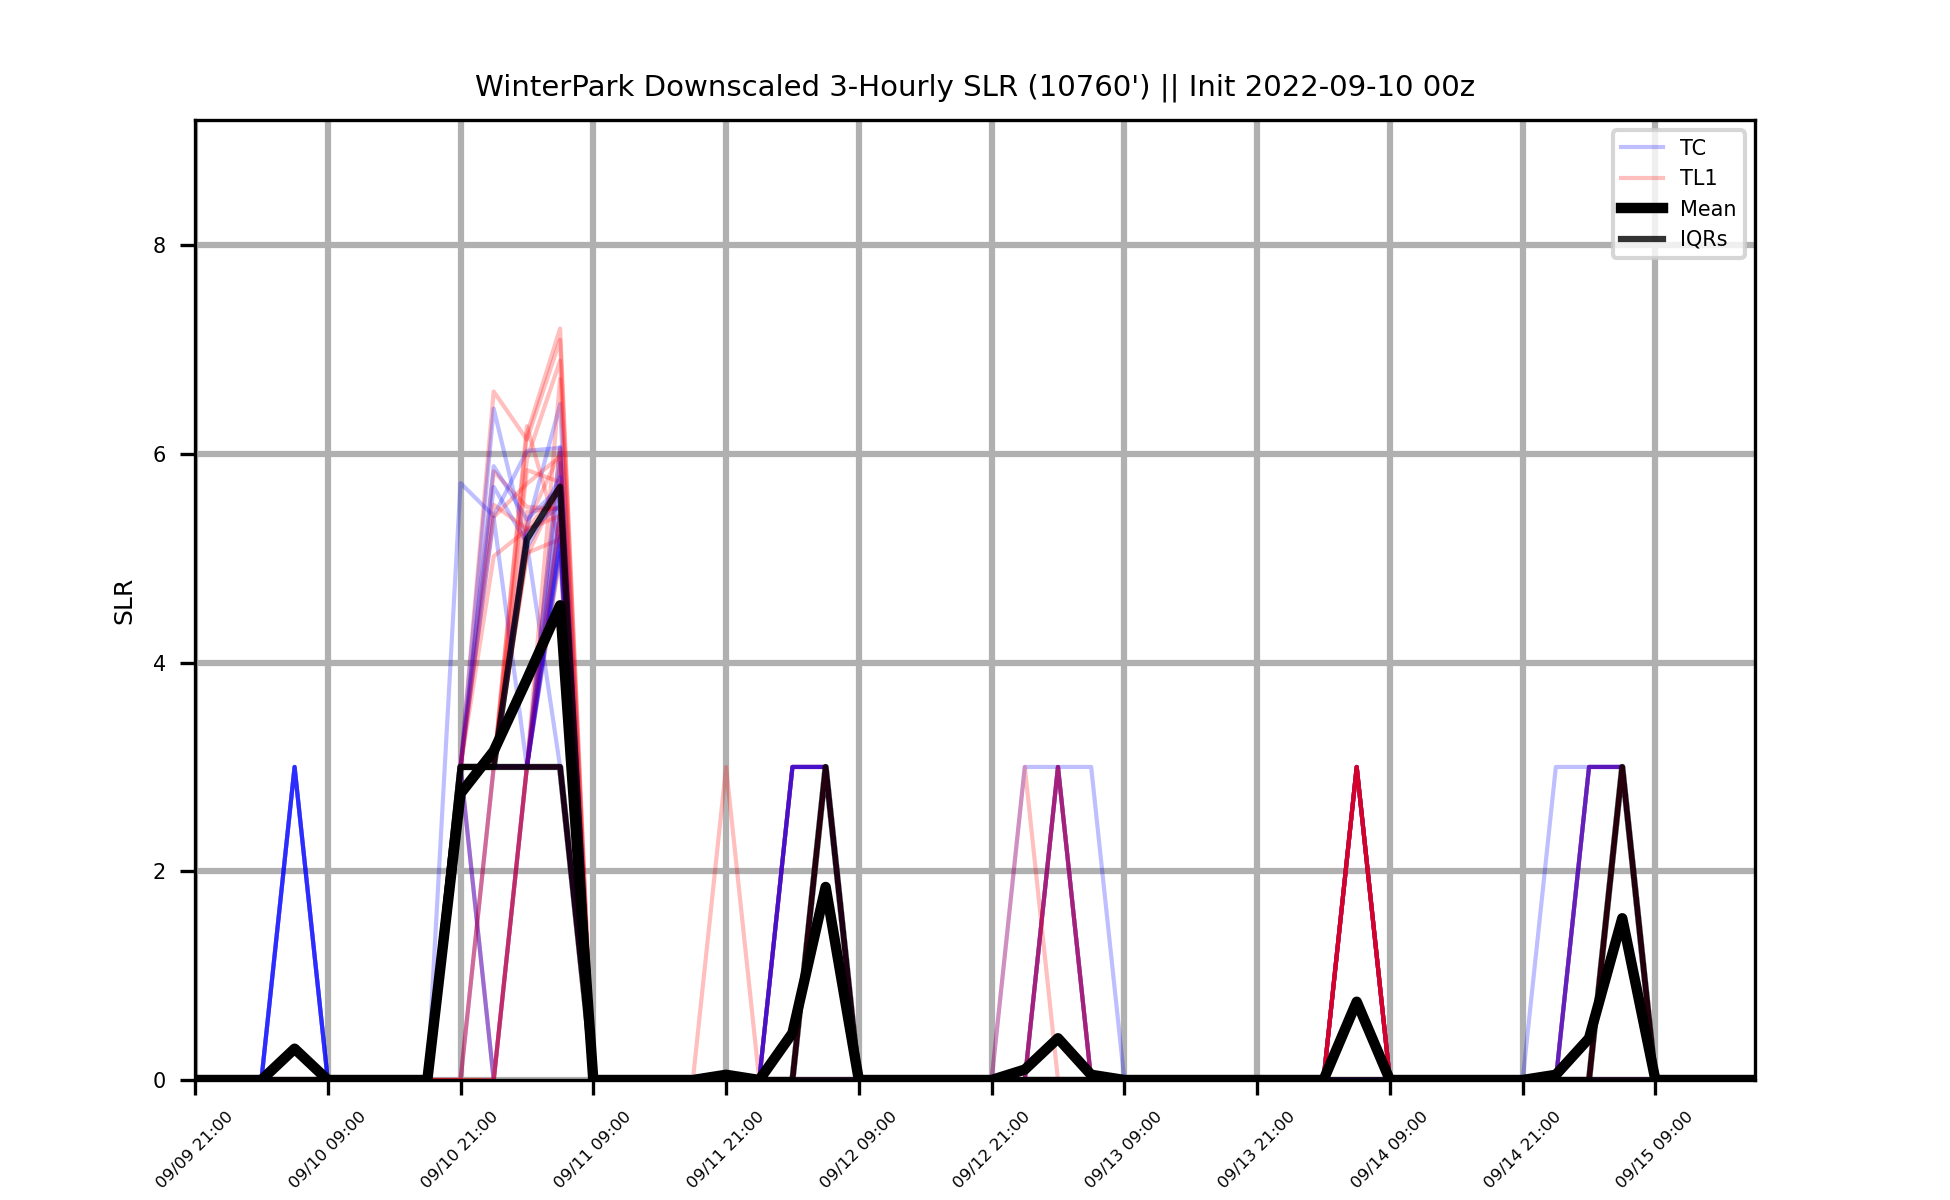 WinterPark Downscaled 3-Hourly SLR (10760') || Init 2022-09-10 00z
TC
TL1
Mean
IQRs
SLR
8
6
4
2
0
09/09 21:00
09/10 09:00
09/10 21:00
09/11 09:00
09/11 21:00
09/12 09:00
09/12 21:00
09/13 09:00
09/13 21:00
09/14 09:00
09/14 21:00
09/15 09:00